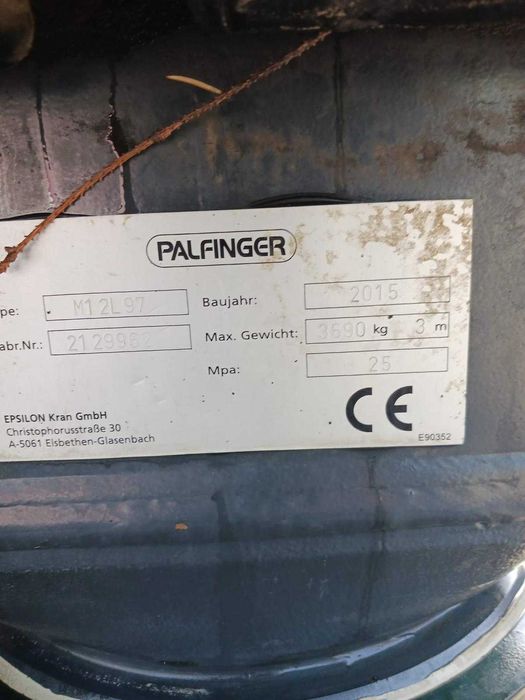 PALFINGER
pe: M12L97 Baujahr: 2015
abr.Nr.: 2129962 Max. Gewicht: 3690 kg 3 m
Mpa: 25
EPSILON Kran GmbH
Christophorusstraße 30
A-5061 Elsbethen-Glasenbach
CE
E90352